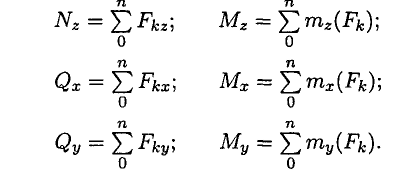 N_z = \sum_0^n F_{kz}; M_z = \sum_0^n m_z(F_k);
Q_x = \sum_0^n F_{kx}; M_x = \sum_0^n m_x(F_k);
Q_y = \sum_0^n F_{ky}; M_y = \sum_0^n m_y(F_k).